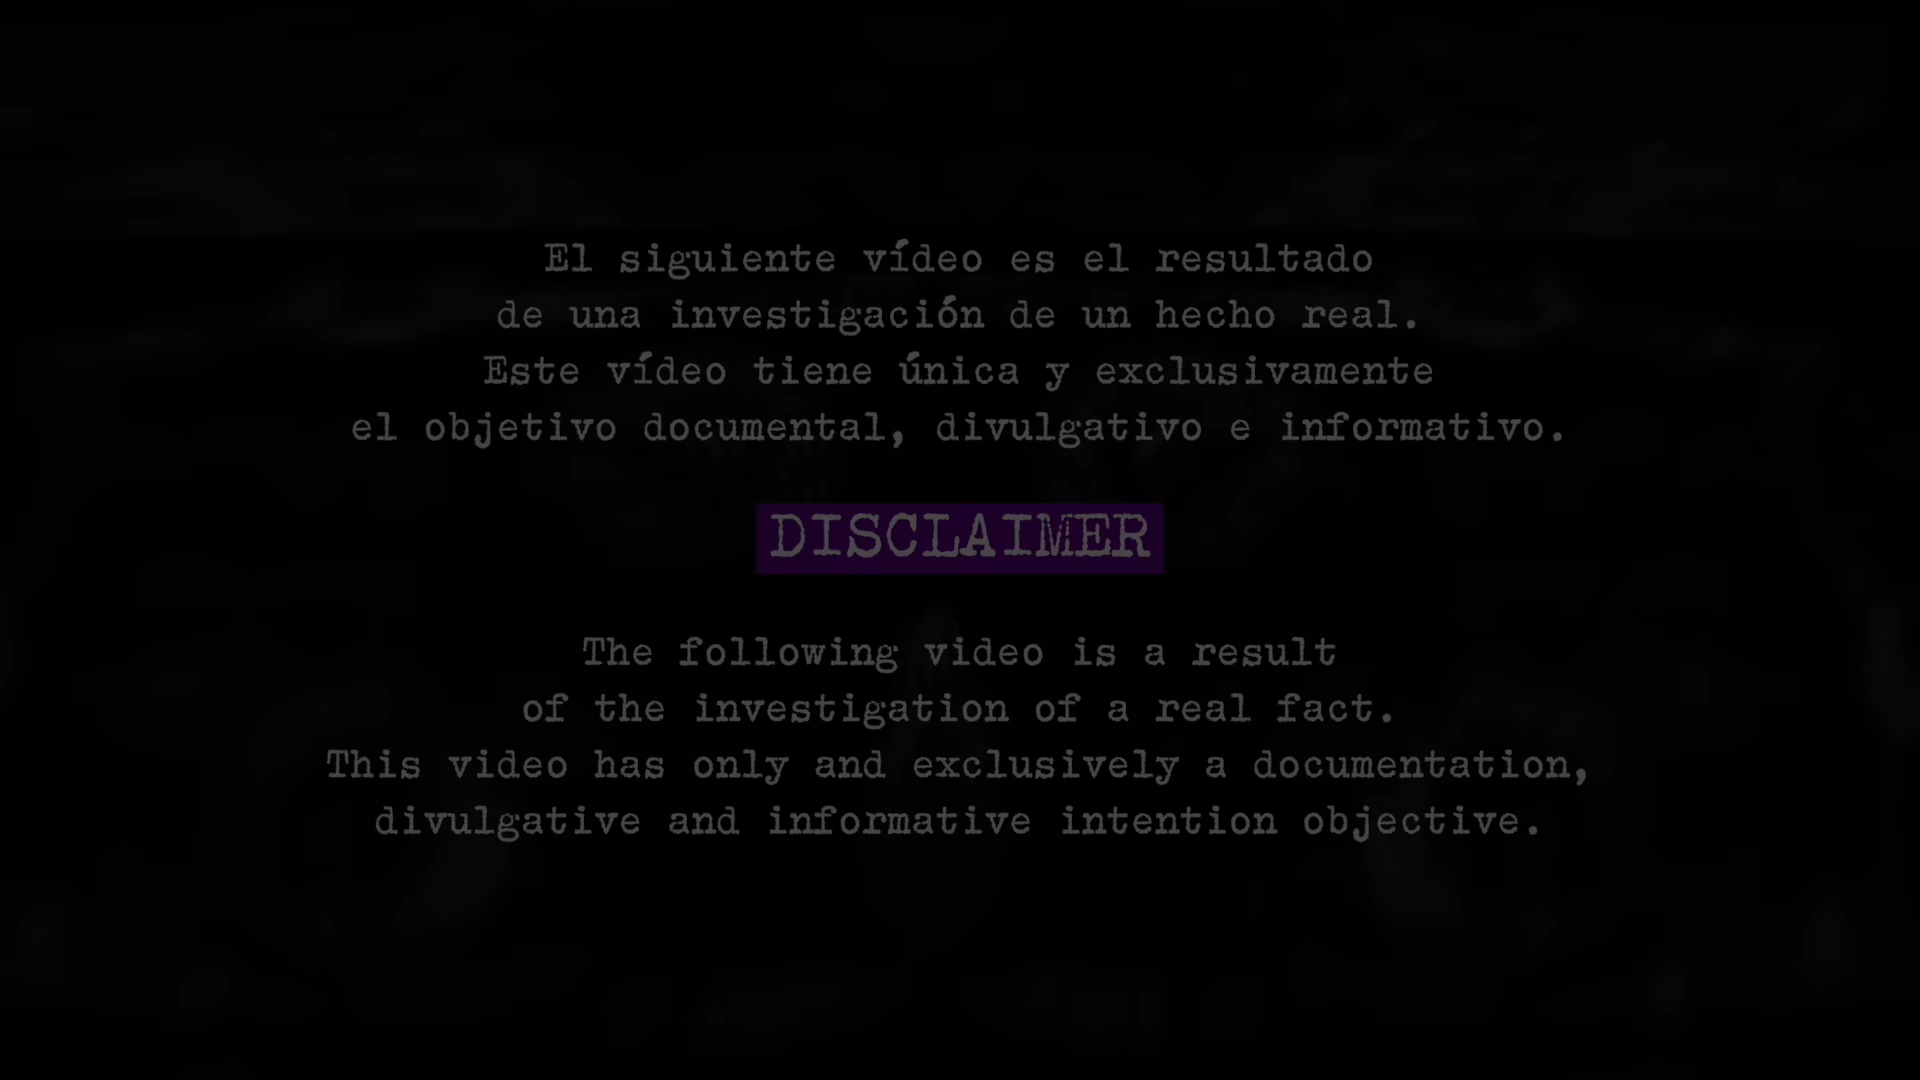 El siguiente vídeo es el resultado
de una investigación de un hecho real.
Este vídeo tiene única y exclusivamente
el objetivo documental, divulgativo e informativo.
DISCLAIMER
The following video is a result
of the investigation of a real fact.
This video has only and exclusively a documentation,
divulgative and informative intention objective.